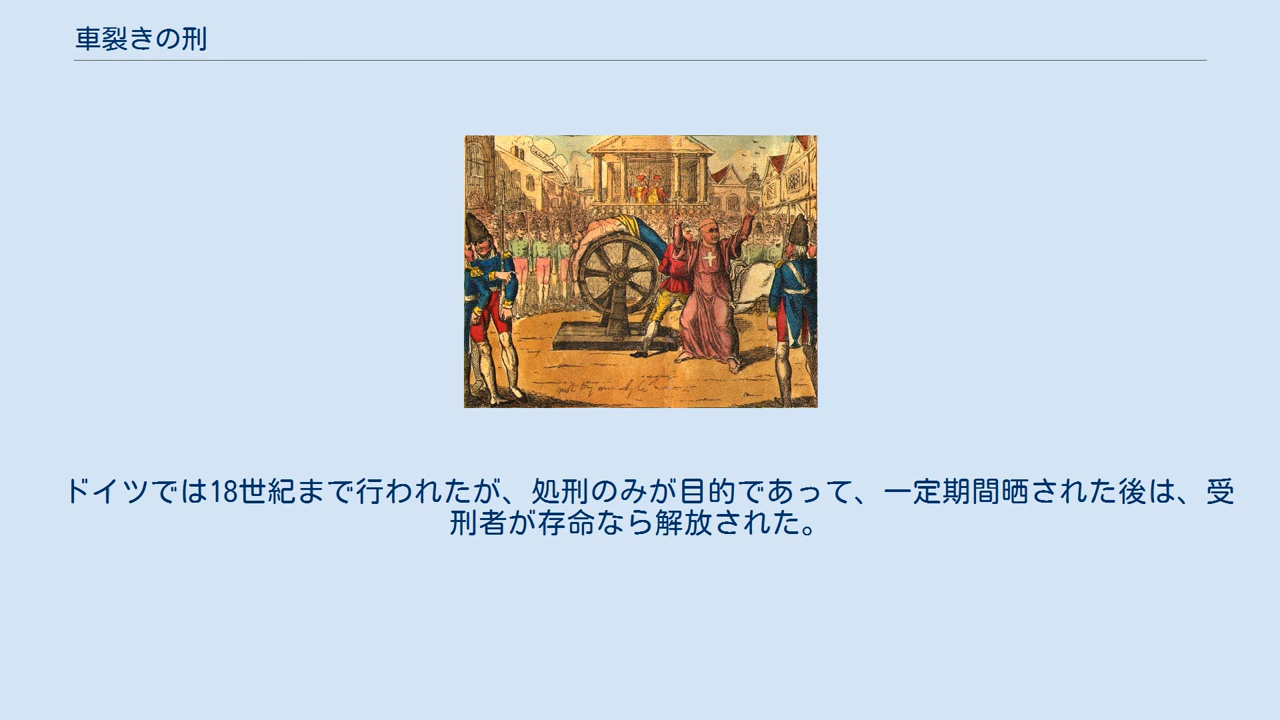 車裂きの刑
ドイツでは18世紀まで行われたが、処刑のみが目的であって、一定期間晒された後は、受
刑者が存命なら解放された。